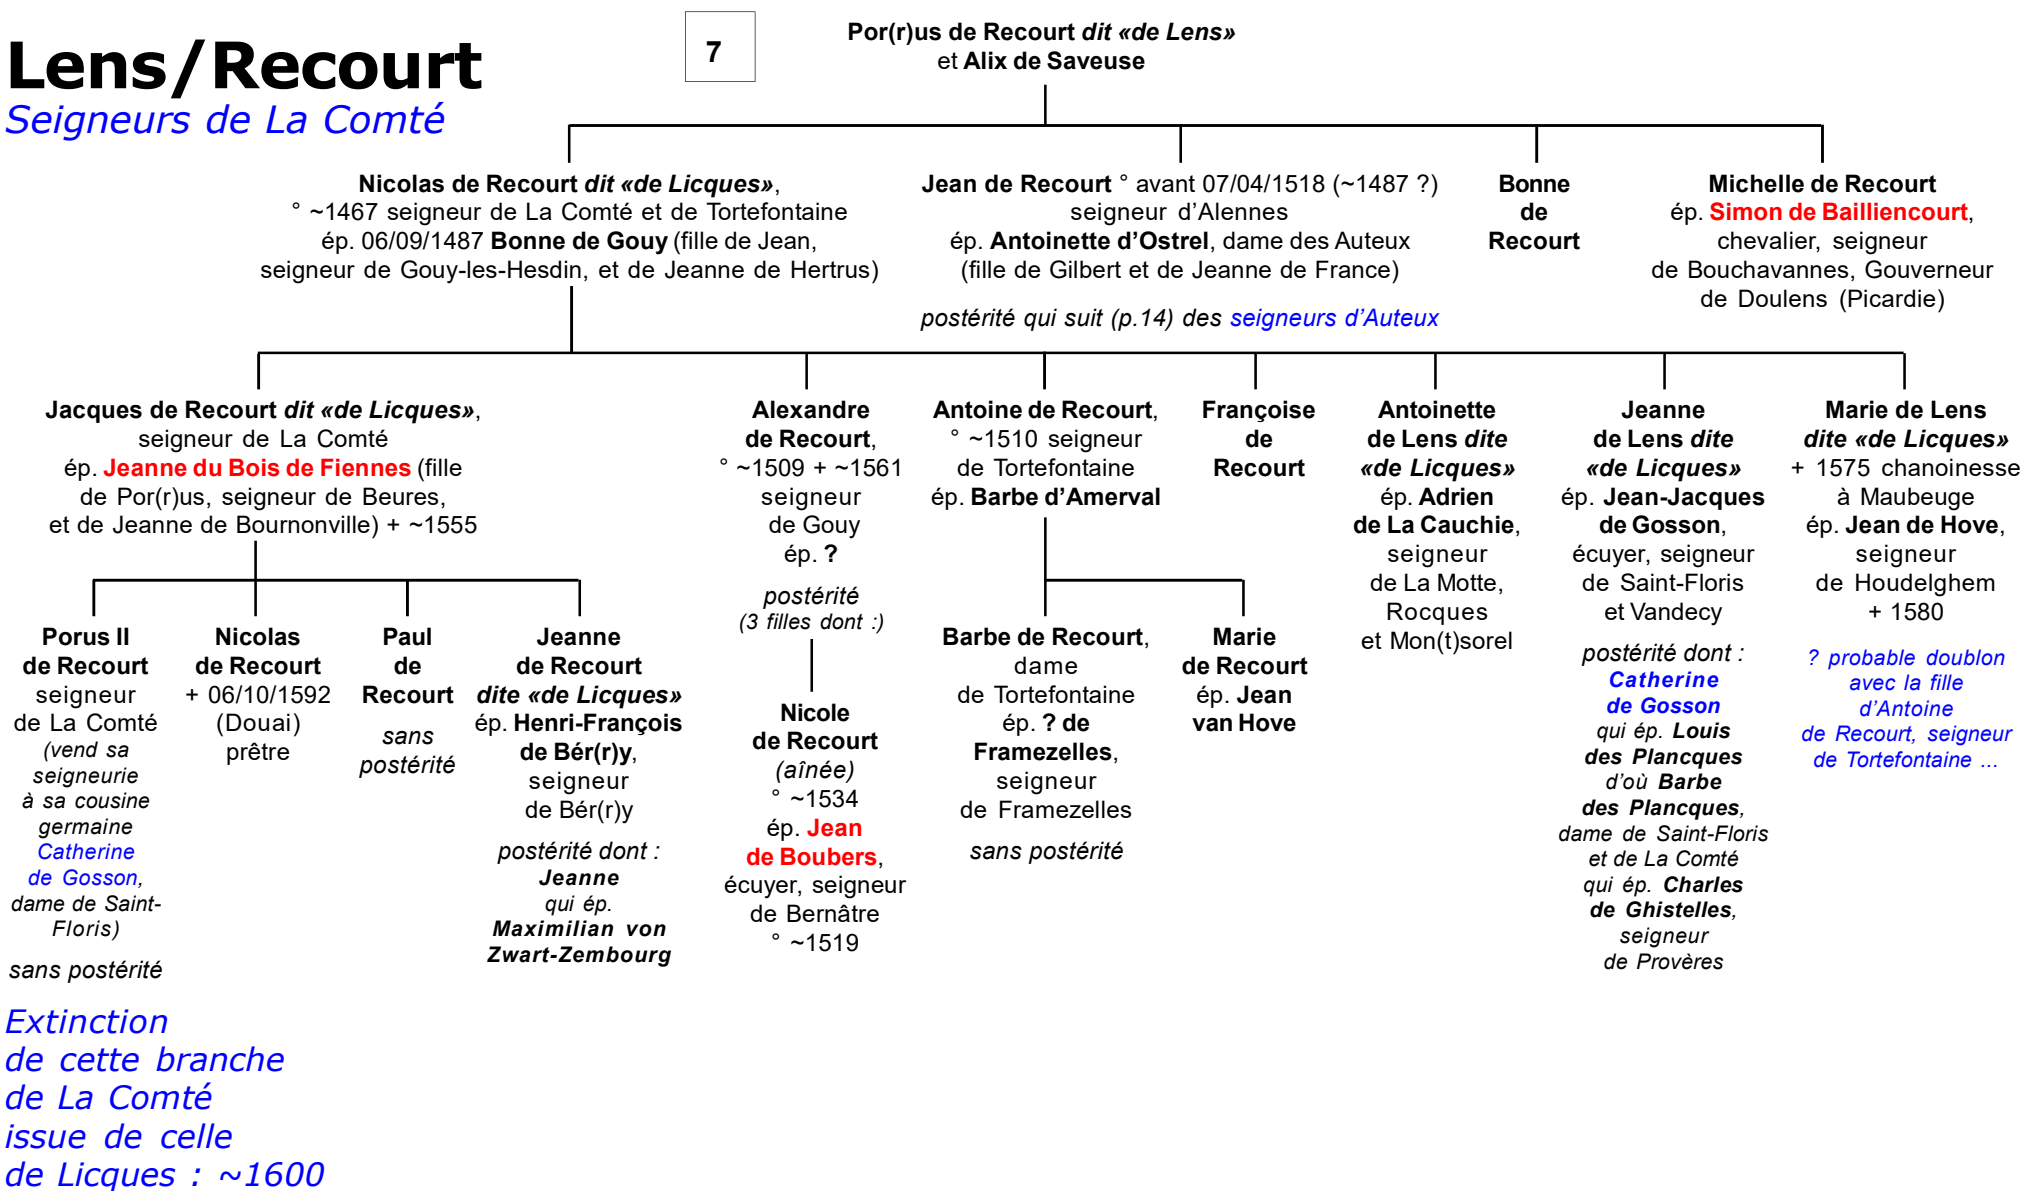 Lens/Recourt
Seigneurs de La Comté
7
Por(r)us de Recourt dit «de Lens»
et Alix de Saveuse
Nicolas de Recourt dit «de Licques»,
° ~1467 seigneur de La Comté et de Tortefontaine
ép. 06/09/1487 Bonne de Gouy (fille de Jean,
seigneur de Gouy-les-Hesdin, et de Jeanne de Hertrus)
Jean de Recourt ° avant 07/04/1518 (~1487 ?)
seigneur d’Alennes
ép. Antoinette d’Ostrel, dame des Auteux
(fille de Gilbert et de Jeanne de France)
postérité qui suit (p.14) des seigneurs d’Auteux
Bonne
de
Recourt
Michelle de Recourt
ép. Simon de Bailliencourt,
chevalier, seigneur
de Bouchavannes, Gouverneur
de Doulens (Picardie)
Jacques de Recourt dit «de Licques»,
seigneur de La Comté
ép. Jeanne du Bois de Fiennes (fille
de Por(r)us, seigneur de Beures,
et de Jeanne de Bournonville) + ~1555
Alexandre
de Recourt,
° ~1509 + ~1561
seigneur
de Gouy
ép. ?
postérité
(3 filles dont :)
Antoine de Recourt,
° ~1510 seigneur
de Tortefontaine
ép. Barbe d’Amerval
Françoise
de
Recourt
Antoinette
de Lens dite
«de Licques»
ép. Adrien
de La Cauchie,
seigneur
de La Motte,
Rocques
et Mon(t)sorel
Jeanne
de Lens dite
«de Licques»
ép. Jean-Jacques
de Gosson,
écuyer, seigneur
de Saint-Floris
et Vandecy
postérité dont :
Catherine
de Gosson
qui ép. Louis
des Plancques
d’où Barbe
des Plancques,
dame de Saint-Floris
et de La Comté
qui ép. Charles
de Ghistelles,
seigneur
de Provères
Marie de Lens
dite «de Licques»
+ 1575 chanoinesse
à Maubeuge
ép. Jean de Hove,
seigneur
de Houdelghem
+ 1580
? probable doublon
avec la fille
d’Antoine
de Recourt, seigneur
de Tortefontaine ...
Porus II
de Recourt
seigneur
de La Comté
(vend sa
seigneurie
à sa cousine
germaine
Catherine
de Gosson,
dame de Saint-
Floris)
sans postérité
Nicolas
de Recourt
+ 06/10/1592
(Douai)
prêtre
Paul
de
Recourt
sans
postérité
Jeanne
de Recourt
dite «de Licques»
ép. Henri-François
de Bér(r)y,
seigneur
de Bér(r)y
postérité dont :
Jeanne
qui ép.
Maximilian von
Zwart-Zembourg
Nicole
de Recourt
(aînée)
° ~1534
ép. Jean
de Boubers,
écuyer, seigneur
de Bernâtre
° ~1519
Barbe de Recourt,
dame
de Tortefontaine
ép. ? de
Framezelles,
seigneur
de Framezelles
sans postérité
Marie
de Recourt
ép. Jean
van Hove
Extinction
de cette branche
de La Comté
issue de celle
de Licques : ~1600